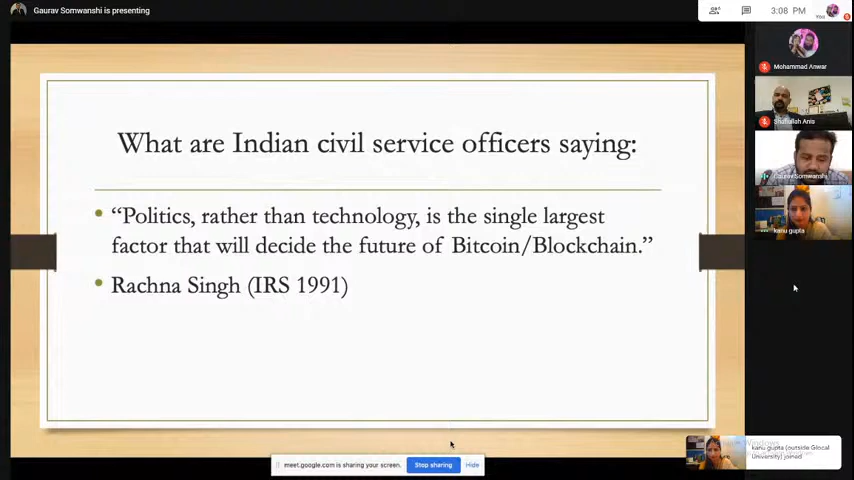 Gaurav Somwanshi is presenting
3:08 PM
You
What are Indian civil service officers saying:
• “Politics, rather than technology, is the single largest
factor that will decide the future of Bitcoin/Blockchain.”
• Rachna Singh (IRS 1991)
Mohammad Anwar
Shafiullah Anis
Gaurav Somwanshi
kanu gupta
meet.google.com is sharing your screen.
Stop sharing
Hide
Windows
kanu gupta (outside Glocal
University) joined